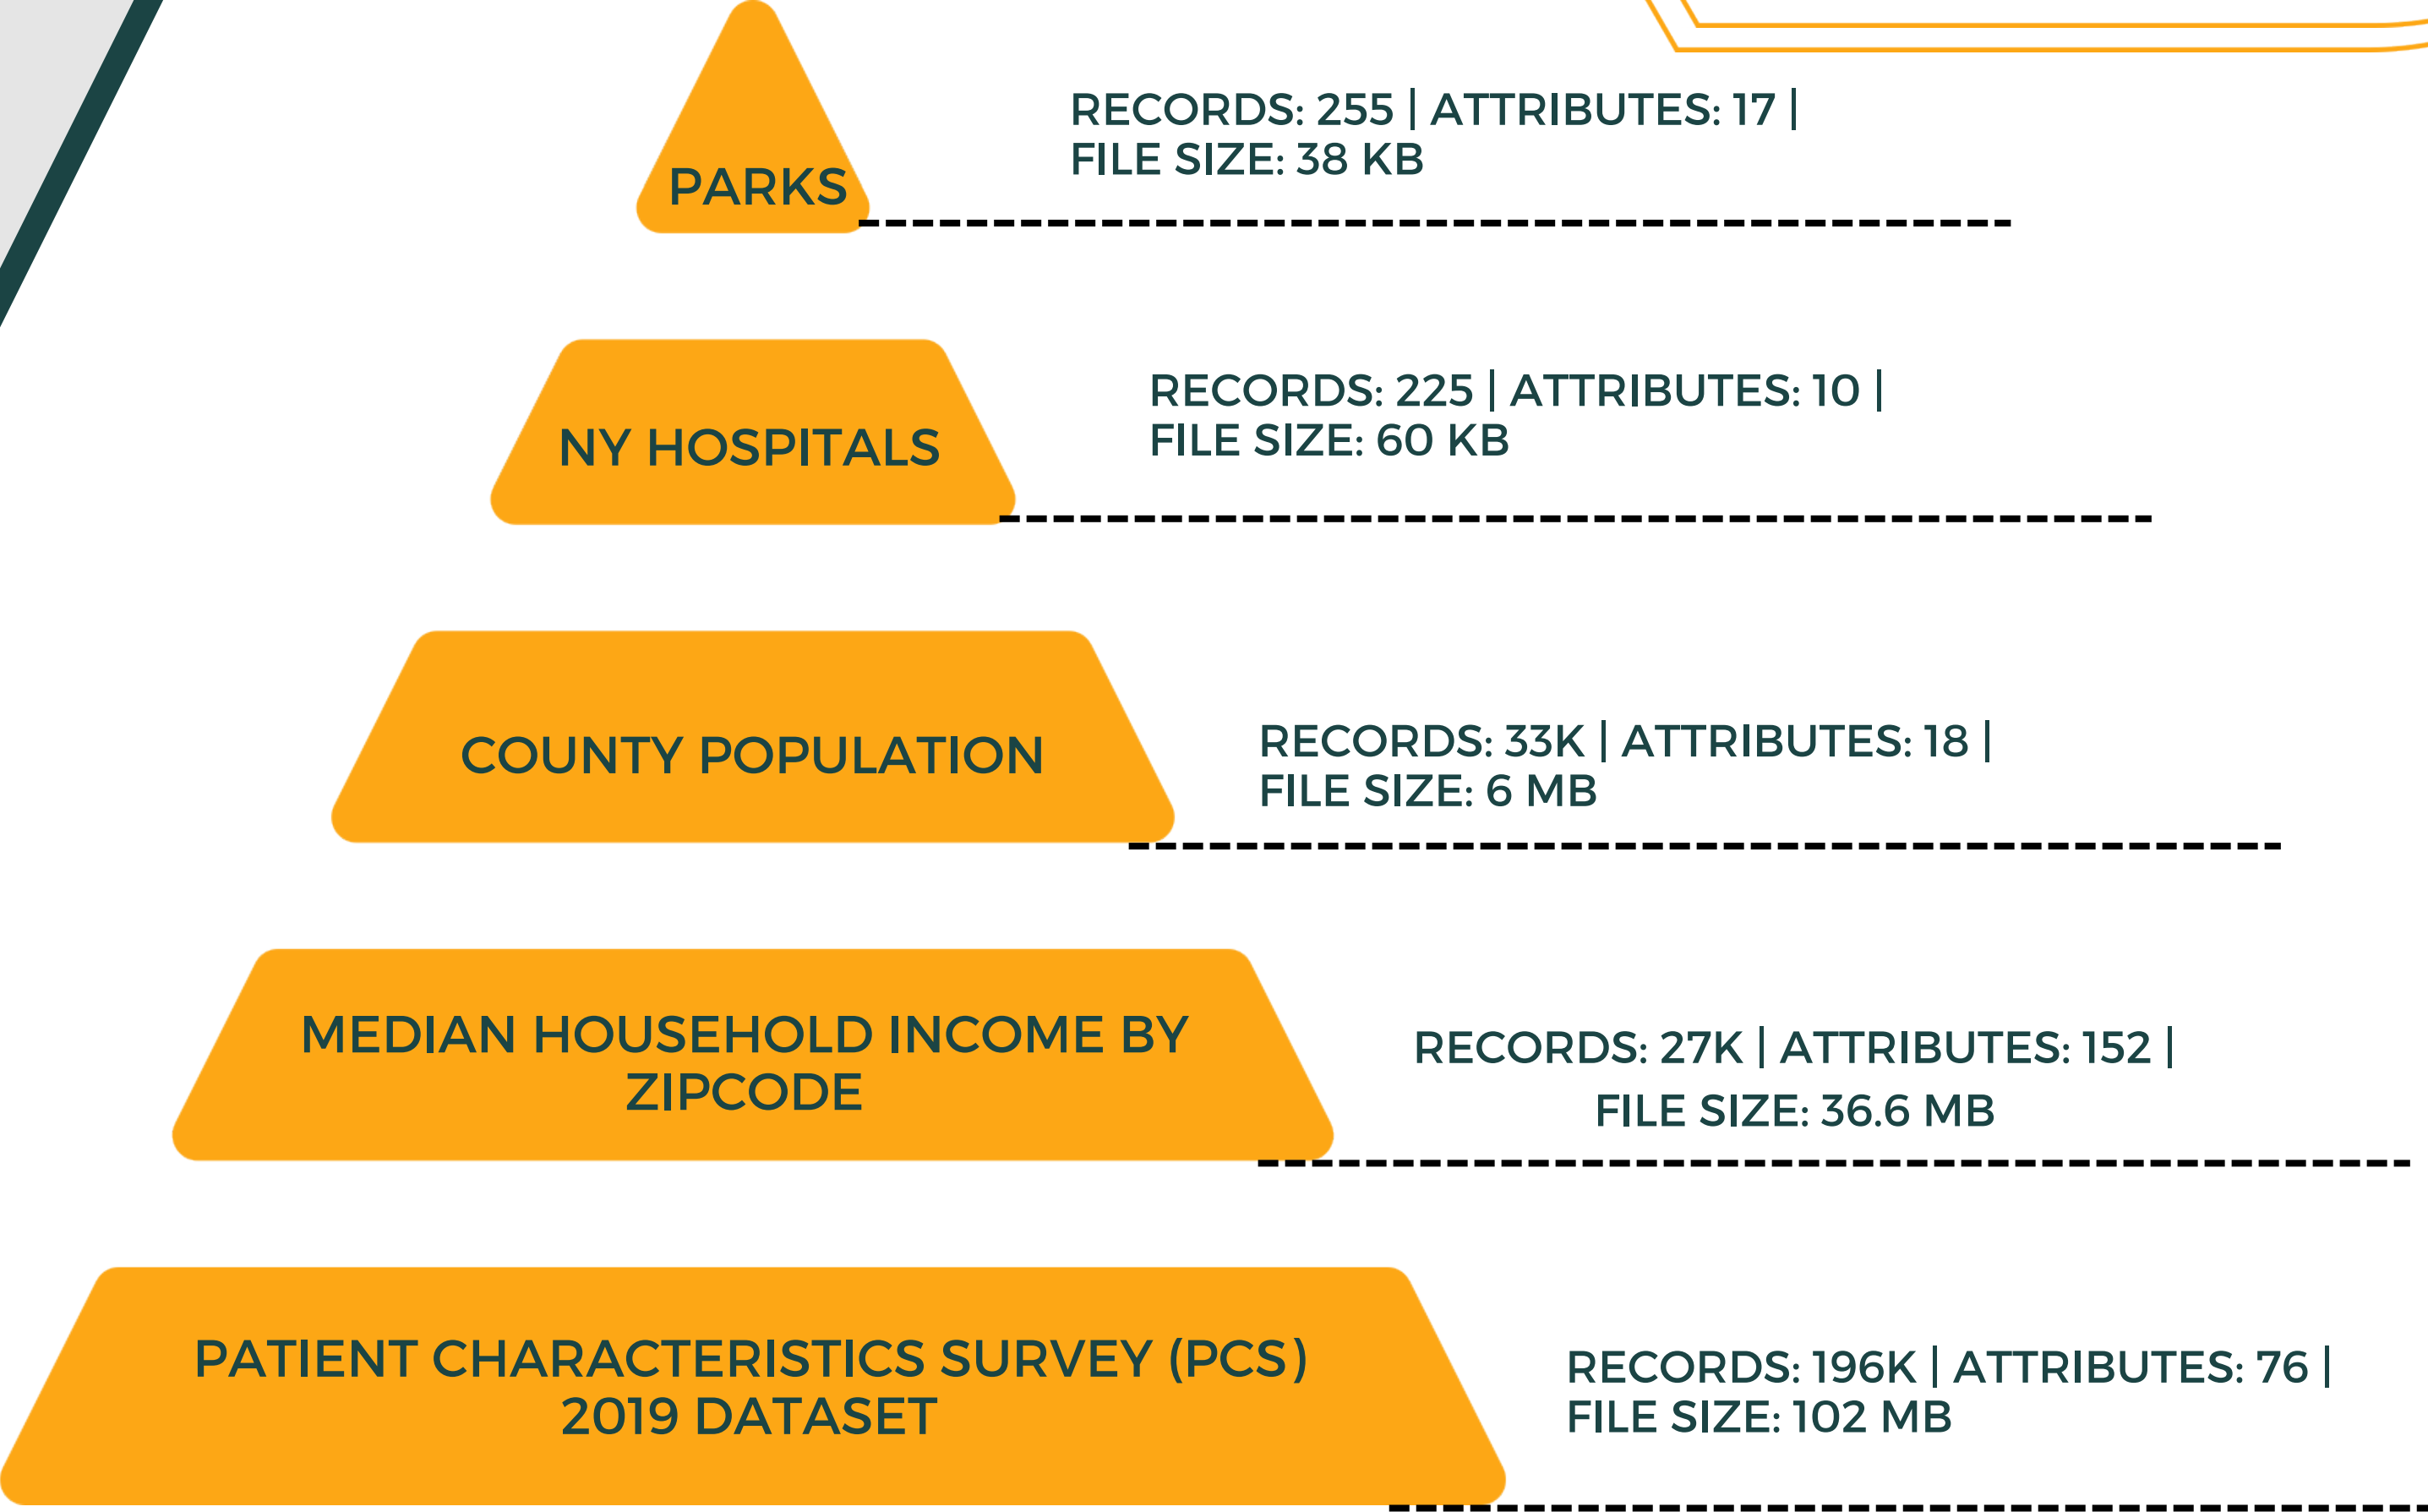 RECORDS: 255 | ATTRIBUTES: 17 |
FILE SIZE: 38 KB
PARKS
RECORDS: 225 | ATTRIBUTES: 10 |
FILE SIZE: 60 KB
NY HOSPITALS
RECORDS: 33K | ATTRIBUTES: 18 |
FILE SIZE: 6 MB
COUNTY POPULATION
MEDIAN HOUSEHOLD INCOME BY
ZIPCODE
RECORDS: 27K | ATTRIBUTES: 152 |
FILE SIZE: 36.6 MB
PATIENT CHARACTERISTICS SURVEY (PCS)
2019 DATASET
RECORDS: 196K | ATTRIBUTES: 76 |
FILE SIZE: 102 MB